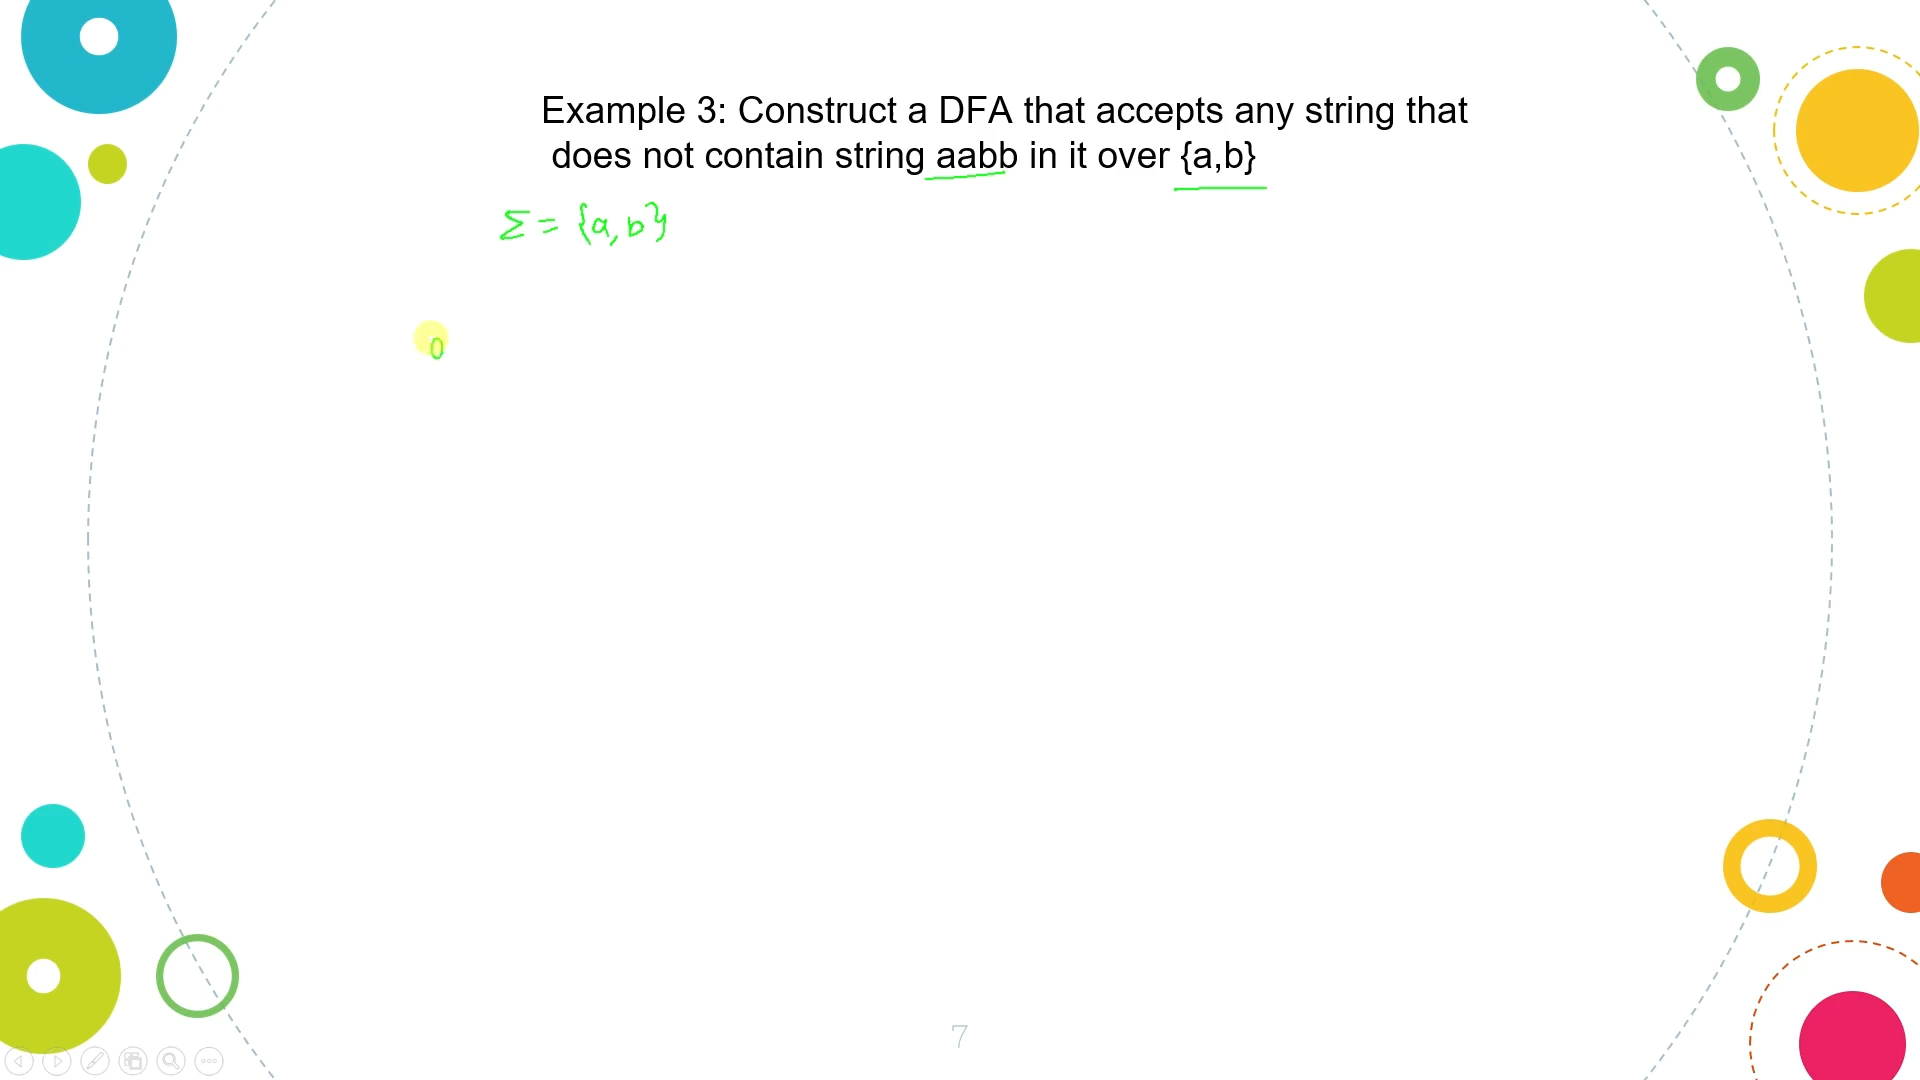 Example 3: Construct a DFA that accepts any string that
does not contain string aabb in it over {a,b}
Σ = {a, b}
0
7